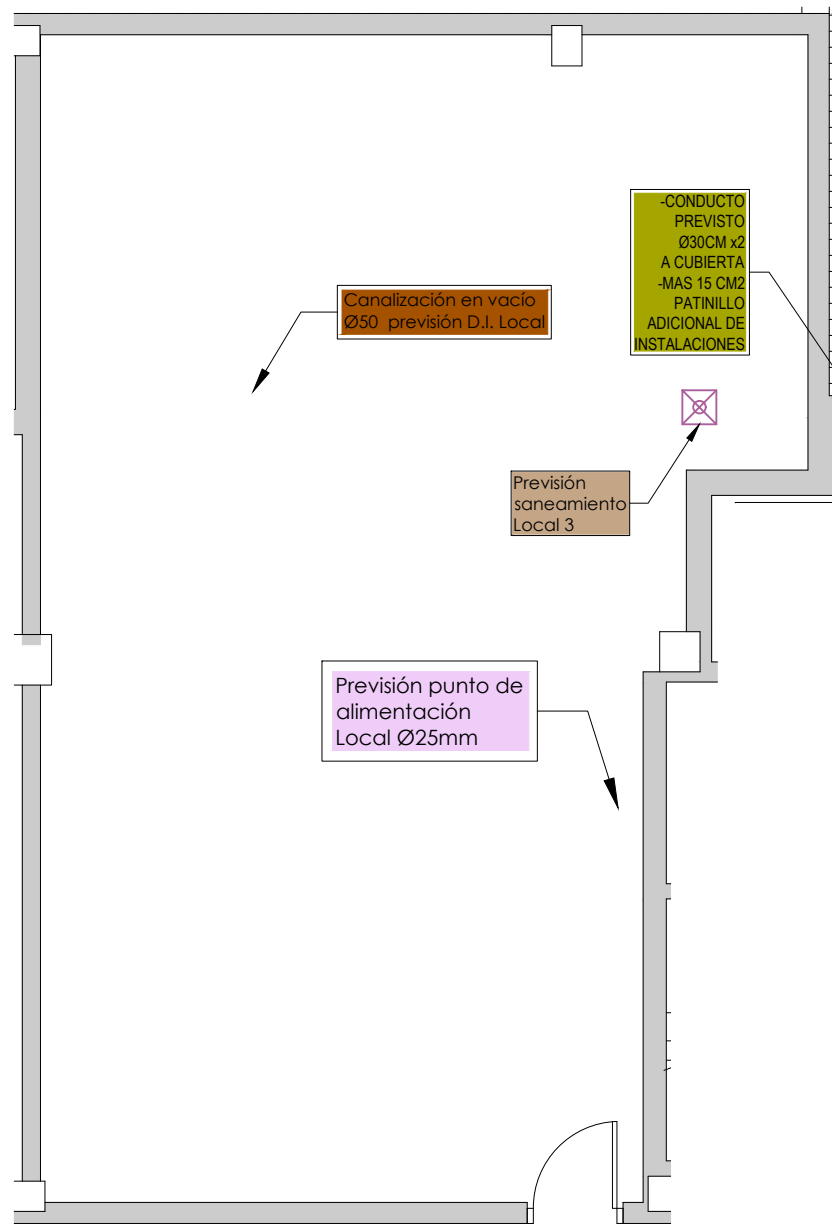 -CONDUCTO
PREVISTO
Ø30CM x2
A CUBIERTA
-MAS 15 CM2
PATINILLO
ADICIONAL DE
INSTALACIONES
Canalización en vacío
Ø50 previsión D.I. Local
Previsión
saneamiento
Local 3
Previsión punto de
alimentación
Local Ø25mm